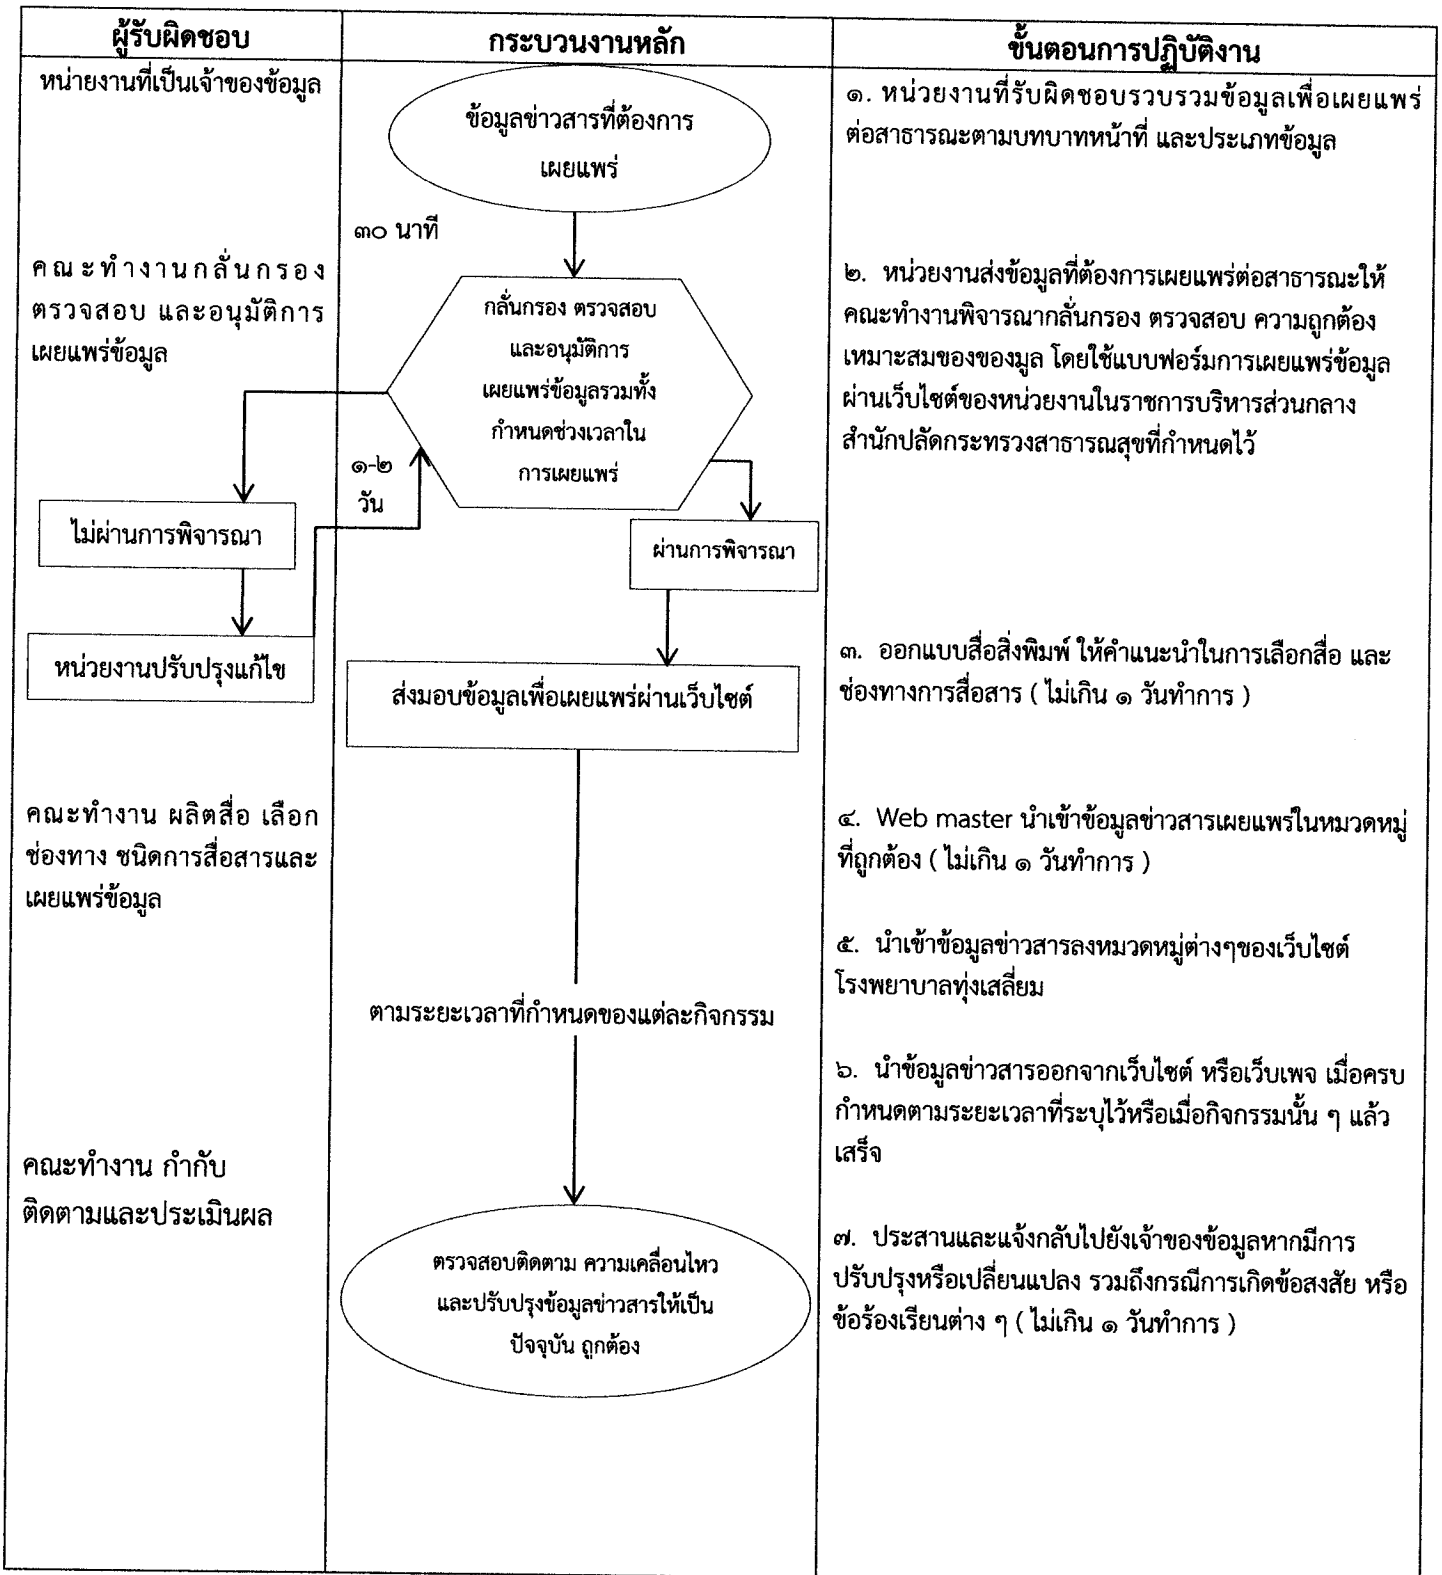 ผู้รับผิดชอบ
กระบวนงานหลัก
ขั้นตอนการปฏิบัติงาน
หน่ายงานที่เป็นเจ้าของข้อมูล
ข้อมูลข่าวสารที่ต้องการ
เผยแพร่
๑. หน่วยงานที่รับผิดชอบรวบรวมข้อมูลเพื่อเผยแพร่
ต่อสาธารณะตามบทบาทหน้าที่ และประเภทข้อมูล
๓๐ นาที
คณะทำงานกลั่นกรอง
ตรวจสอบ และอนุมัติการ
เผยแพร่ข้อมูล
กลั่นกรอง ตรวจสอบ
และอนุมัติการ
เผยแพร่ข้อมูลรวมทั้ง
กำหนดช่วงเวลาใน
การเผยแพร่
๒. หน่วยงานส่งข้อมูลที่ต้องการเผยแพร่ต่อสาธารณะให้
คณะทำงานพิจารณากลั่นกรอง ตรวจสอบ ความถูกต้อง
เหมาะสมของของมูล โดยใช้แบบฟอร์มการเผยแพร่ข้อมูล
ผ่านเว็บไซต์ของหน่วยงานในราชการบริหารส่วนกลาง
สำนักปลัดกระทรวงสาธารณสุขที่กำหนดไว้
๑-๒
วัน
ไม่ผ่านการพิจารณา
ผ่านการพิจารณา
หน่วยงานปรับปรุงแก้ไข
ส่งมอบข้อมูลเพื่อเผยแพร่ผ่านเว็บไซต์
๓. ออกแบบสื่อสิ่งพิมพ์ ให้คำแนะนำในการเลือกสื่อ และ
ช่องทางการสื่อสาร ( ไม่เกิน ๑ วันทำการ )
คณะทำงาน ผลิตสื่อ เลือก
ช่องทาง ชนิดการสื่อสารและ
เผยแพร่ข้อมูล
๔. Web master นำเข้าข้อมูลข่าวสารเผยแพร่ในหมวดหมู่
ที่ถูกต้อง ( ไม่เกิน ๑ วันทำการ )
๕. นำเข้าข้อมูลข่าวสารลงหมวดหมู่ต่างๆของเว็บไซต์
โรงพยาบาลทุ่งเสลี่ยม
ตามระยะเวลาที่กำหนดของแต่ละกิจกรรม
๖. นำข้อมูลข่าวสารออกจากเว็บไซต์ หรือเว็บเพจ เมื่อครบ
กำหนดตามระยะเวลาที่ระบุไว้หรือเมื่อกิจกรรมนั้น ๆ แล้ว
เสร็จ
คณะทำงาน กำกับ
ติดตามและประเมินผล
ตรวจสอบติดตาม ความเคลื่อนไหว
และปรับปรุงข้อมูลข่าวสารให้เป็น
ปัจจุบัน ถูกต้อง
๗. ประสานและแจ้งกลับไปยังเจ้าของข้อมูลหากมีการ
ปรับปรุงหรือเปลี่ยนแปลง รวมถึงกรณีการเกิดข้อสงสัย หรือ
ข้อร้องเรียนต่าง ๆ ( ไม่เกิน ๑ วันทำการ )